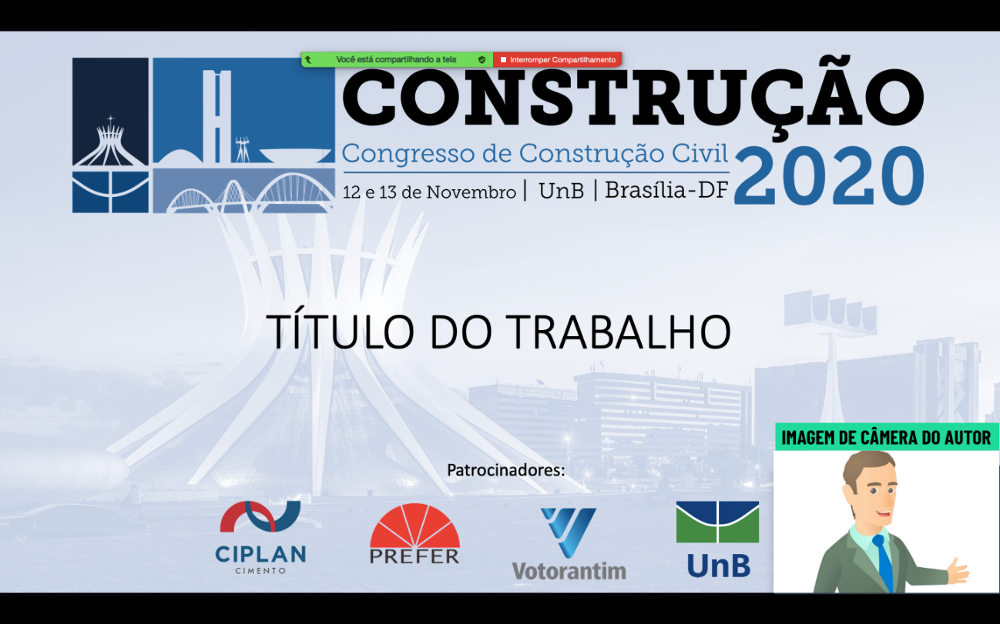 Você está compartilhando a tela
Interromper Compartilhamento
CONSTRUÇÃO
Congresso de Construção Civil
2020
12 e 13 de Novembro | UnB | Brasília-DF
TÍTULO DO TRABALHO
IMAGEM DE CÂMERA DO AUTOR
Patrocinadores:
CIPLAN
CIMENTO
PREFER
Votorantim
UnB